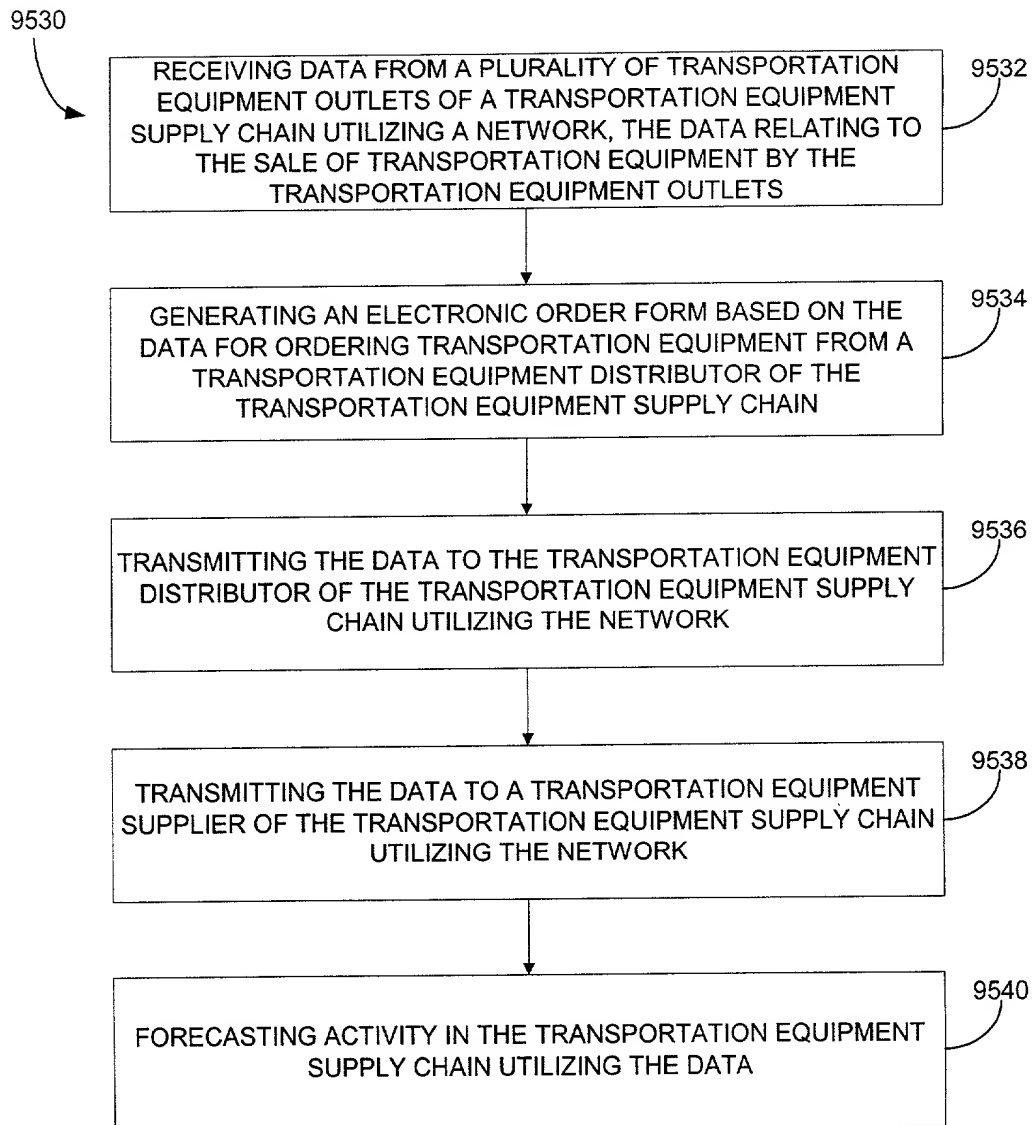 9530
RECEIVING DATA FROM A PLURALITY OF TRANSPORTATION
EQUIPMENT OUTLETS OF A TRANSPORTATION EQUIPMENT
SUPPLY CHAIN UTILIZING A NETWORK, THE DATA RELATING TO
THE SALE OF TRANSPORTATION EQUIPMENT BY THE
TRANSPORTATION EQUIPMENT OUTLETS
9532
GENERATING AN ELECTRONIC ORDER FORM BASED ON THE
DATA FOR ORDERING TRANSPORTATION EQUIPMENT FROM A
TRANSPORTATION EQUIPMENT DISTRIBUTOR OF THE
TRANSPORTATION EQUIPMENT SUPPLY CHAIN
9534
TRANSMITTING THE DATA TO THE TRANSPORTATION EQUIPMENT
DISTRIBUTOR OF THE TRANSPORTATION EQUIPMENT SUPPLY
CHAIN UTILIZING THE NETWORK
9536
TRANSMITTING THE DATA TO A TRANSPORTATION EQUIPMENT
SUPPLIER OF THE TRANSPORTATION EQUIPMENT SUPPLY CHAIN
UTILIZING THE NETWORK
9538
FORECASTING ACTIVITY IN THE TRANSPORTATION EQUIPMENT
SUPPLY CHAIN UTILIZING THE DATA
9540